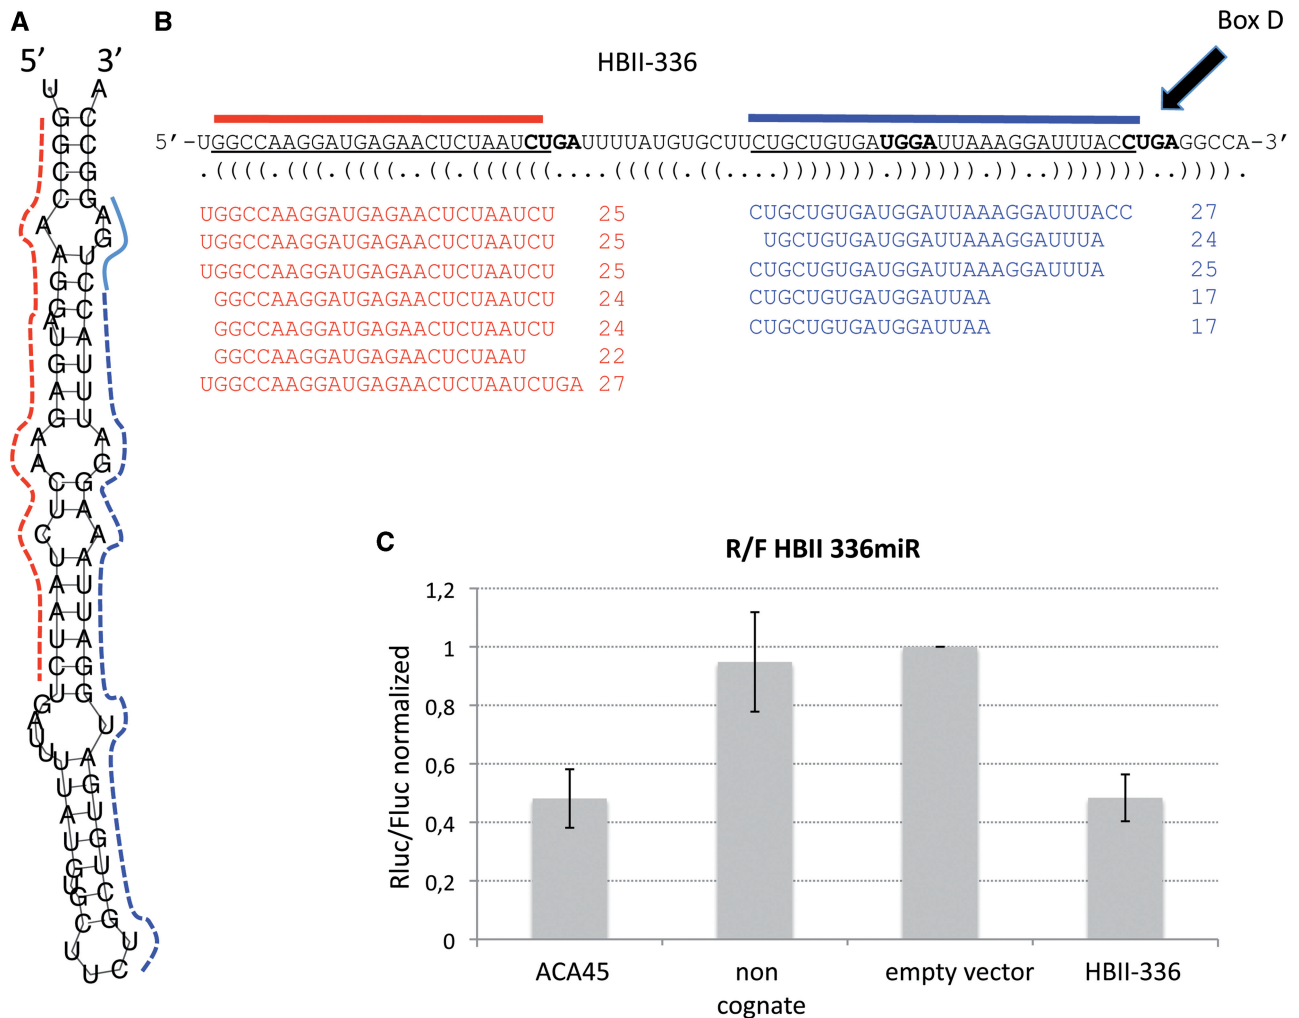 A
5’ 3’
U
A
G C
G C
C G
C G
A
A
A
G
U
G C
G C
A
A
U
U
G U
A U
G U
A
A
A
G
C G
U A
C
A
U A
A U
A U
U A
C G
U G
G
A
U
U
U
U
A
U A
U G
A U
U G
G U
U
G C
C G
U
U
C
U
B
Box D
HBII-336
5’-UGGCCAAGGAUGAGAACUCUAAUCUGAUUUUAUGUGCUUCUGCUGUGAUGGAUUAAAGGAUUUACCUGAGGCCA-3’
.((((.(((.((((..((.((((((....(((((.((....))))))).)))))).))..)))))))..)))).
UGGCCAAGGAUGAGAACUCUAAUCU 25
UGGCCAAGGAUGAGAACUCUAAUCU 25
UGGCCAAGGAUGAGAACUCUAAUCU 25
GGCCAAGGAUGAGAACUCUAAUCU 24
GGCCAAGGAUGAGAACUCUAAUCU 24
GGCCAAGGAUGAGAACUCUAAU 22
UGGCCAAGGAUGAGAACUCUAAUCUGA 27
CUGCUGUGAUGGAUUAAAGGAUUUACC 27
UGCUGUGAUGGAUUAAAGGAUUUA 24
CUGCUGUGAUGGAUUAAAGGAUUUA 25
CUGCUGUGAUGGAUUAA 17
CUGCUGUGAUGGAUUAA 17
C
R/F HBII 336miR
Rluc/Fluc normalized
1,2
1
0,8
0,6
0,4
0,2
0
ACA45
non cognate
empty vector
HBII-336